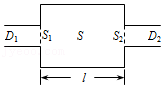 D₁ S₁ S S₂ D₂
l